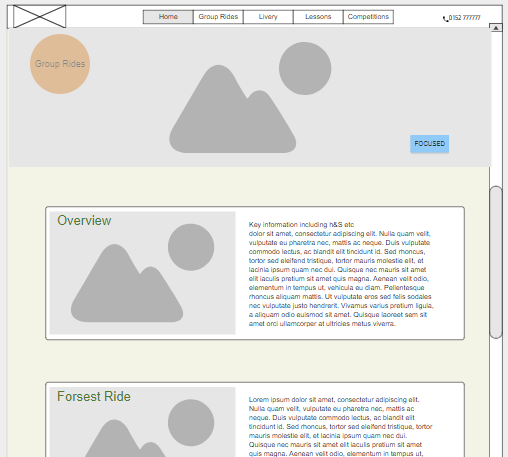 Home
Group Rides
Livery
Lessons
Competitions
0152 777777
Group Rides
FOCUSED
Overview
Key information including h&S etc
dolor sit amet, consectetur adipiscing elit. Nulla quam velit,
vulputate eu pharetra nec, mattis ac neque. Duis vulputate
commodo lectus, ac blandit elit tincidunt id. Sed rhoncus,
tortor sed eleifend tristique, tortor mauris molestie elit, et
lacinia ipsum quam nec dui. Quisque nec mauris sit amet
elit iaculis pretium sit amet quis magna. Aenean velit odio,
elementum in tempus ut, vehicula eu diam. Pellentesque
rhoncus aliquam mattis. Ut vulputate eros sed felis sodales
nec vulputate justo hendrerit. Vivamus varius pretium ligula,
a aliquam odio euismod sit amet. Quisque laoreet sem sit
amet orci ullamcorper at ultricies metus viverra.
Forsest Ride
Lorem ipsum dolor sit amet, consectetur adipiscing elit.
Nulla quam velit, vulputate eu pharetra nec, mattis ac
neque. Duis vulputate commodo lectus, ac blandit elit
tincidunt id. Sed rhoncus, tortor sed eleifend tristique, tortor
mauris molestie elit, et lacinia ipsum quam nec dui.
Quisque nec mauris sit amet elit iaculis pretium sit amet
quis magna. Aenean velit odio, elementum in tempus ut,